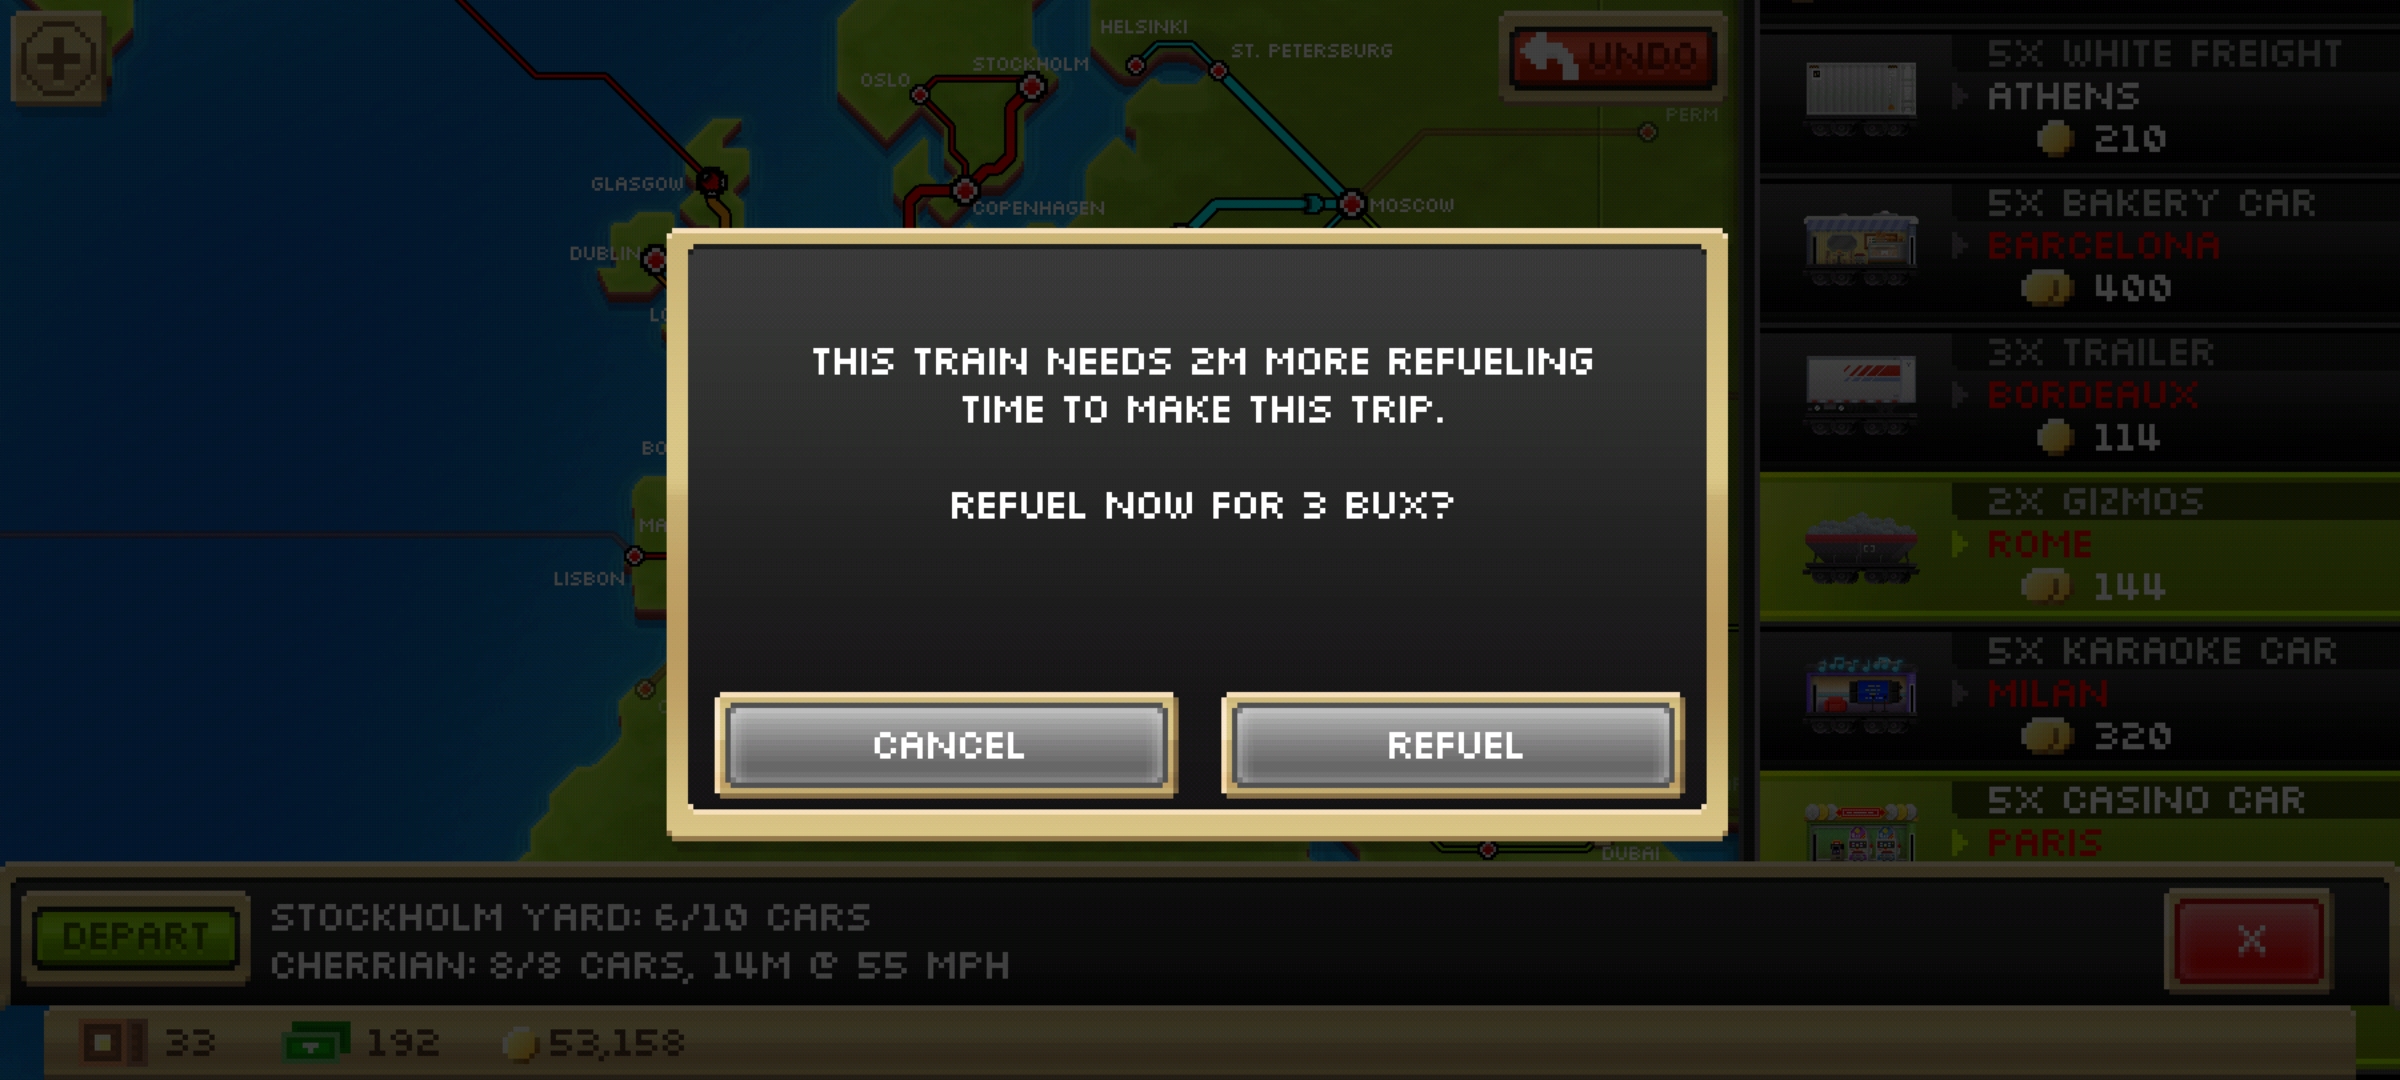 HELSINKI
ST. PETERSBURG
STOCKHOLM
OSLO
UNDO
PERM
GLASGOW
COPENHAGEN
MOSCOW
DUBLIN
LO
BO
MA
LISBON
DUBAI
THIS TRAIN NEEDS 2M MORE REFUELING
TIME TO MAKE THIS TRIP.
REFUEL NOW FOR 3 BUX?
CANCEL
REFUEL
5X WHITE FREIGHT
ATHENS
210
5X BAKERY CAR
BARCELONA
400
3X TRAILER
BORDEAUX
114
2X GIZMOS
ROME
144
5X KARAOKE CAR
MILAN
320
5X CASINO CAR
PARIS
DEPART
STOCKHOLM YARD: 6/10 CARS
CHERRIAN: 8/8 CARS, 14M @ 55 MPH
X
33
192
53,158